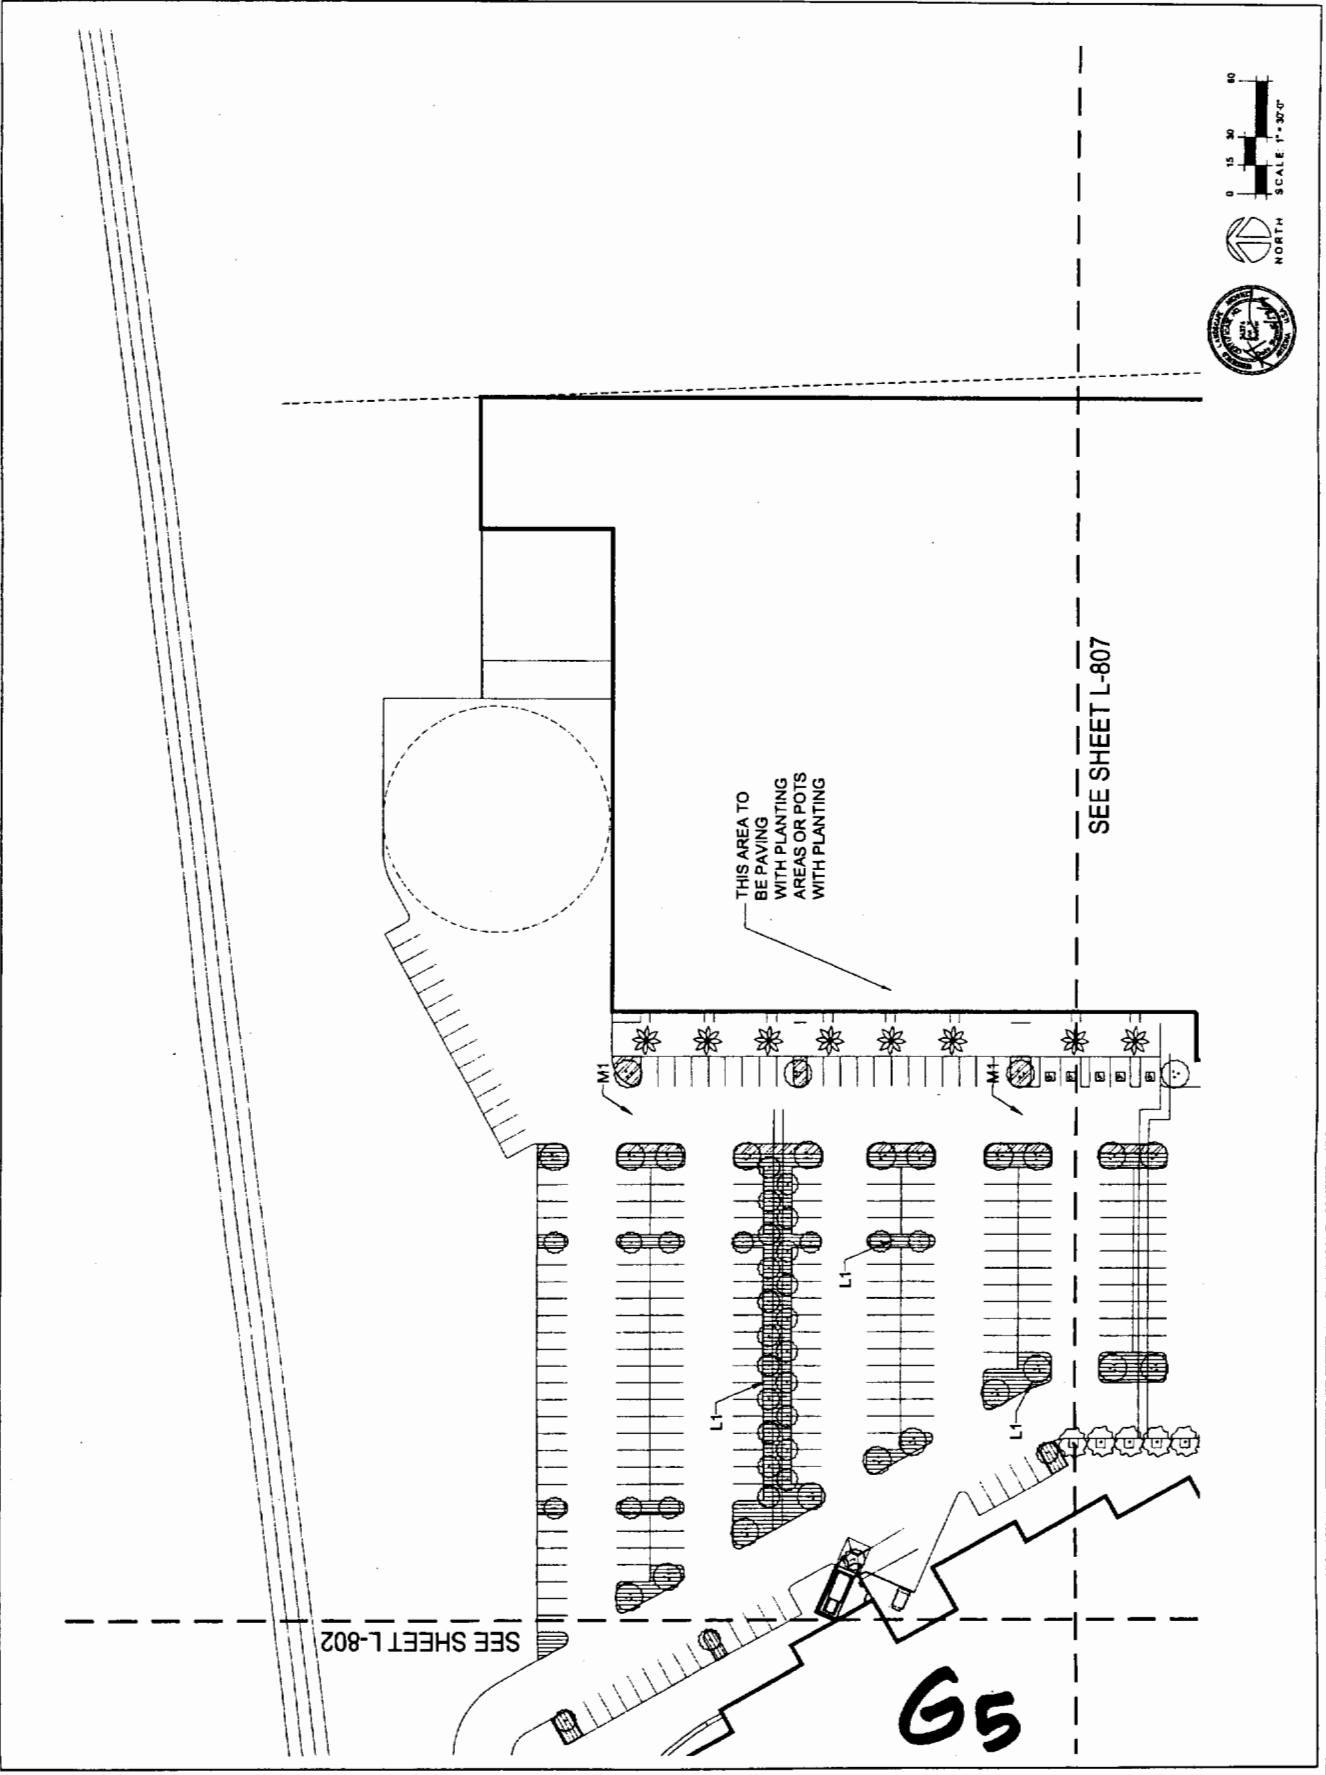 60
30
15
0
SCALE: 1" = 30'-0"
NORTH
SEE SHEET L-807
THIS AREA TO
BE PAVING
WITH PLANTING
AREAS OR POTS
WITH PLANTING
M1
M1
L1
L1
L1
SEE SHEET L-802
G5